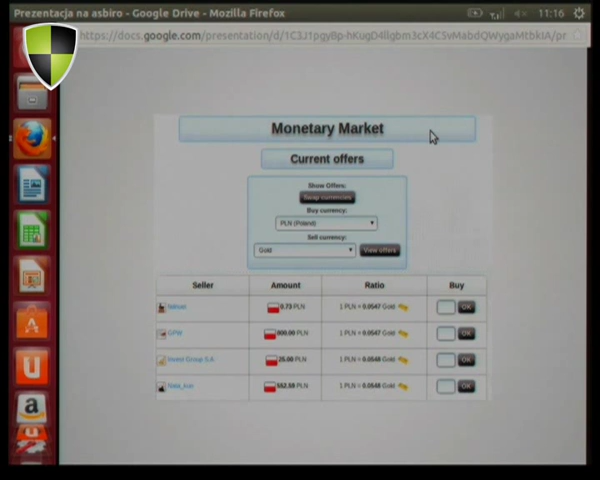 Prezentacja na asbiro - Google Drive - Mozilla Firefox
11:16
Monetary Market
Current offers
Show Offers:
Swap currencies
Buy currency:
PLN (Poland)
Sell currency:
Gold
View offers
Seller Amount Ratio Buy
0.73 PLN 1 PLN = 0.0547 Gold OK
GPW 800.00 PLN 1 PLN = 0.0547 Gold OK
Invest Group S.A 25.00 PLN 1 PLN = 0.0548 Gold OK
552.58 PLN 1 PLN = 0.0548 Gold OK